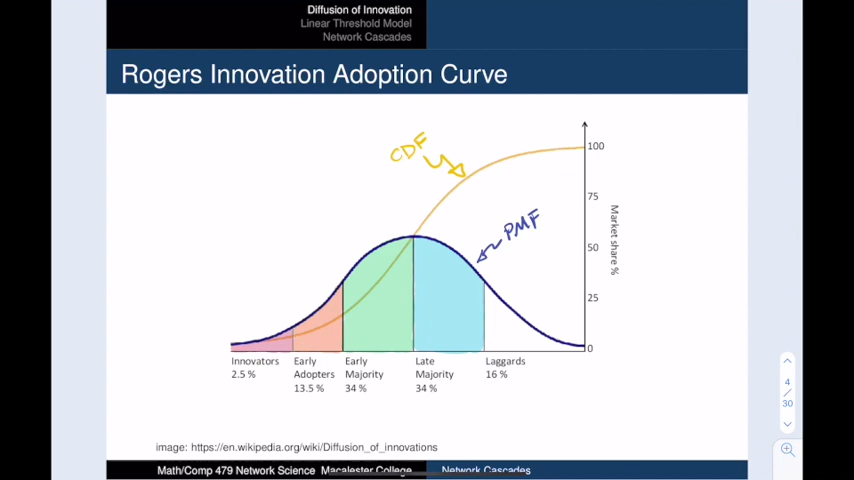 Diffusion of Innovation
Linear Threshold Model
Network Cascades
Rogers Innovation Adoption Curve
CDF
PMF
100
75
50
25
0
Market share %
Innovators
2.5 %
Early
Adopters
13.5 %
Early
Majority
34 %
Late
Majority
34 %
Laggards
16 %
4
/
30
image: https://en.wikipedia.org/wiki/Diffusion_of_innovations
Math/Comp 479 Network Science Macalester College Network Cascades